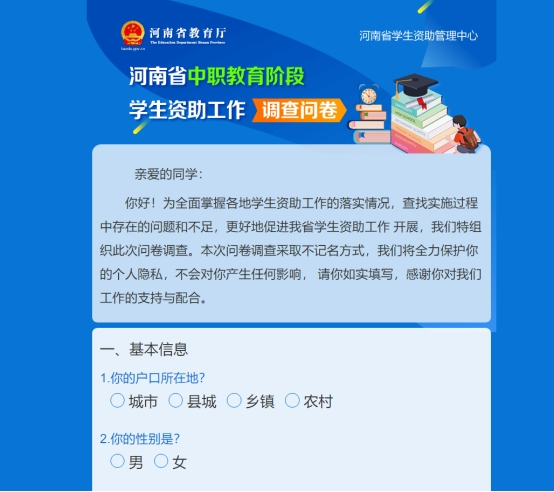 河南省教育厅
The Education Department Henan Province
河南省学生资助管理中心
河南省中职教育阶段
学生资助工作 调查问卷
亲爱的同学：
你好！为全面掌握各地学生资助工作的落实情况，查找实施过程
中存在的问题和不足，更好地促进我省学生资助工作 开展，我们特组
织此次问卷调查。本次问卷调查采取不记名方式，我们将全力保护你
的个人隐私，不会对你产生任何影响， 请你如实填写，感谢你对我们
工作的支持与配合。
一、基本信息
1.你的户口所在地?
城市 县城 乡镇 农村
2.你的性别是?
男 女